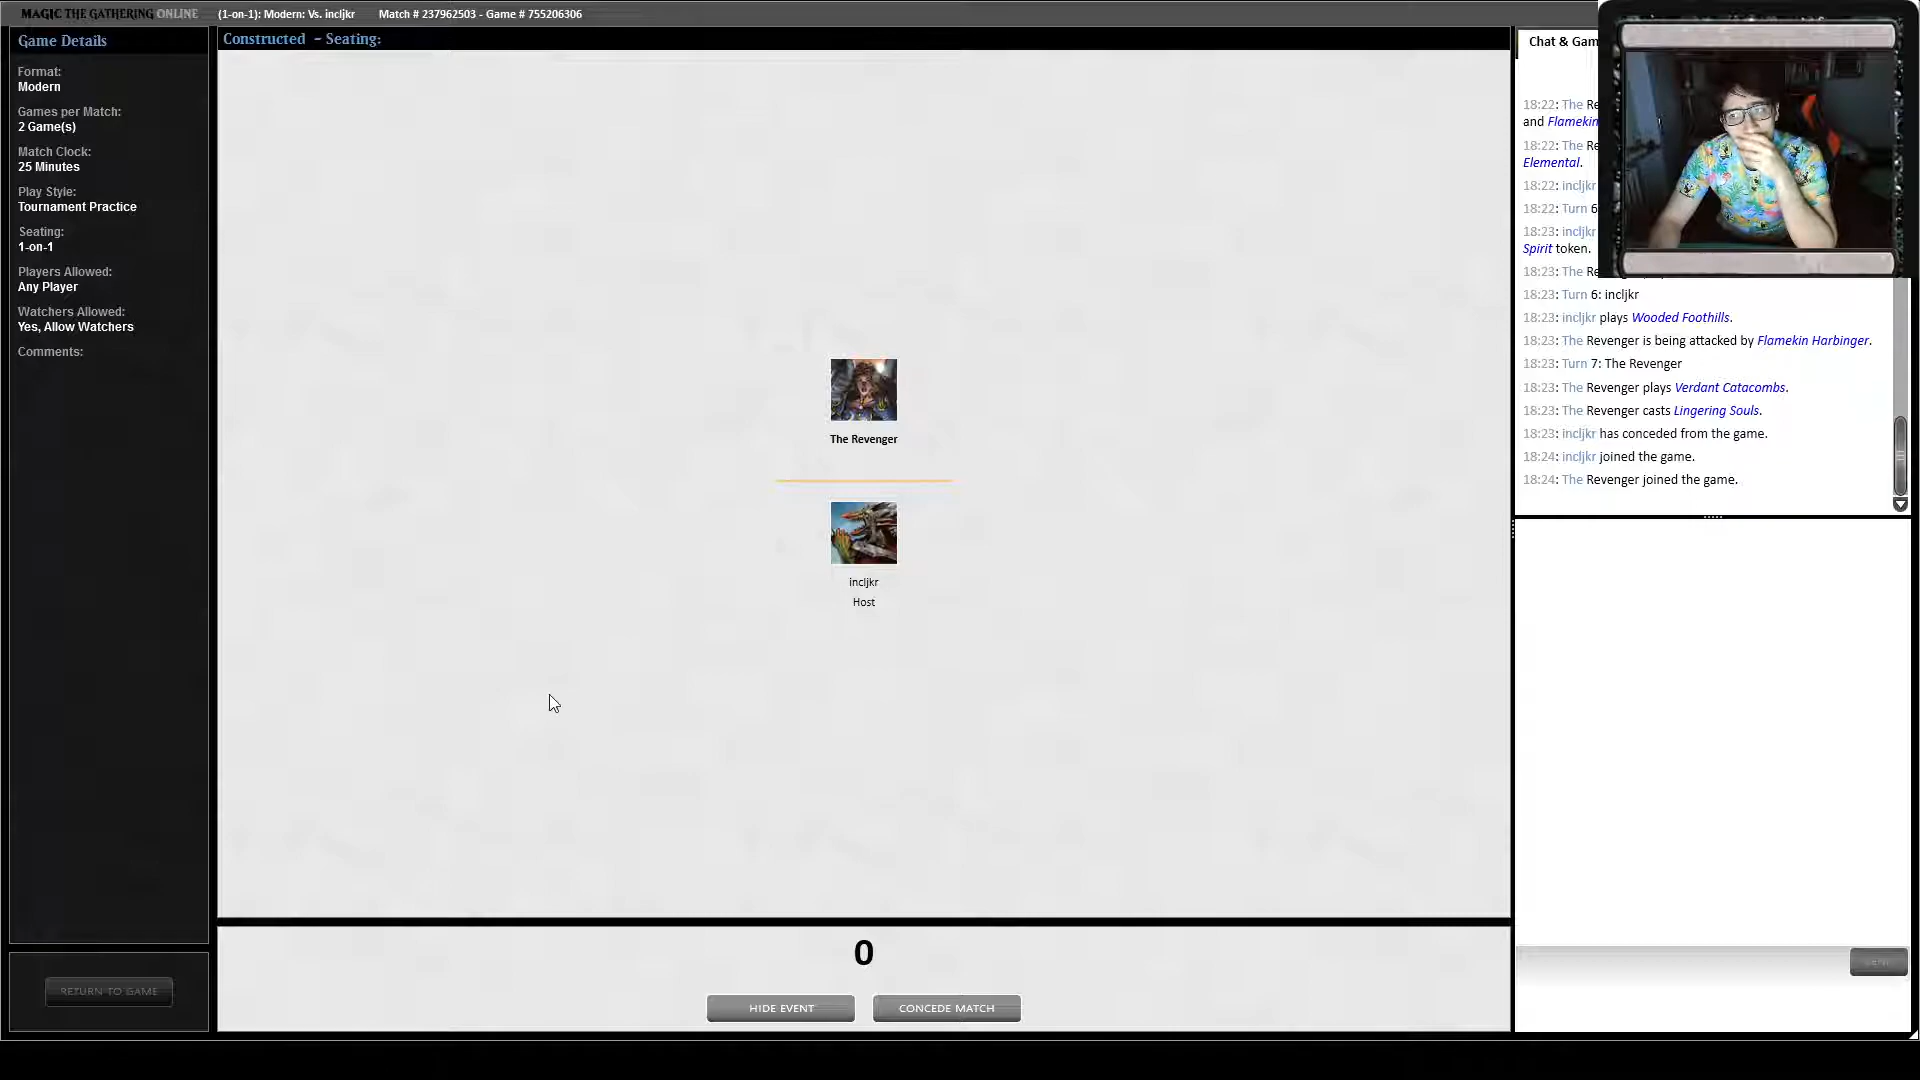 MAGIC THE GATHERING ONLINE
(1-on-1): Modern: Vs. incljkr
Match # 237962503 - Game # 755206306
Game Details
Format:
Modern
Games per Match:
2 Game(s)
Match Clock:
25 Minutes
Play Style:
Tournament Practice
Seating:
1-on-1
Players Allowed:
Any Player
Watchers Allowed:
Yes, Allow Watchers
Comments:
RETURN TO GAME
Constructed - Seating:
The Revenger
incljkr
Host
0
HIDE EVENT
CONCEDE MATCH
Chat & Gam
18:22: The Re
and Flamekin
18:22: The Re
Elemental.
18:22: incljkr
18:22: Turn 6
18:23: incljkr
Spirit token.
18:23: The Re
18:23: Turn 6: incljkr
18:23: incljkr plays Wooded Foothills.
18:23: The Revenger is being attacked by Flamekin Harbinger.
18:23: Turn 7: The Revenger
18:23: The Revenger plays Verdant Catacombs.
18:23: The Revenger casts Lingering Souls.
18:23: incljkr has conceded from the game.
18:24: incljkr joined the game.
18:24: The Revenger joined the game.
SEND